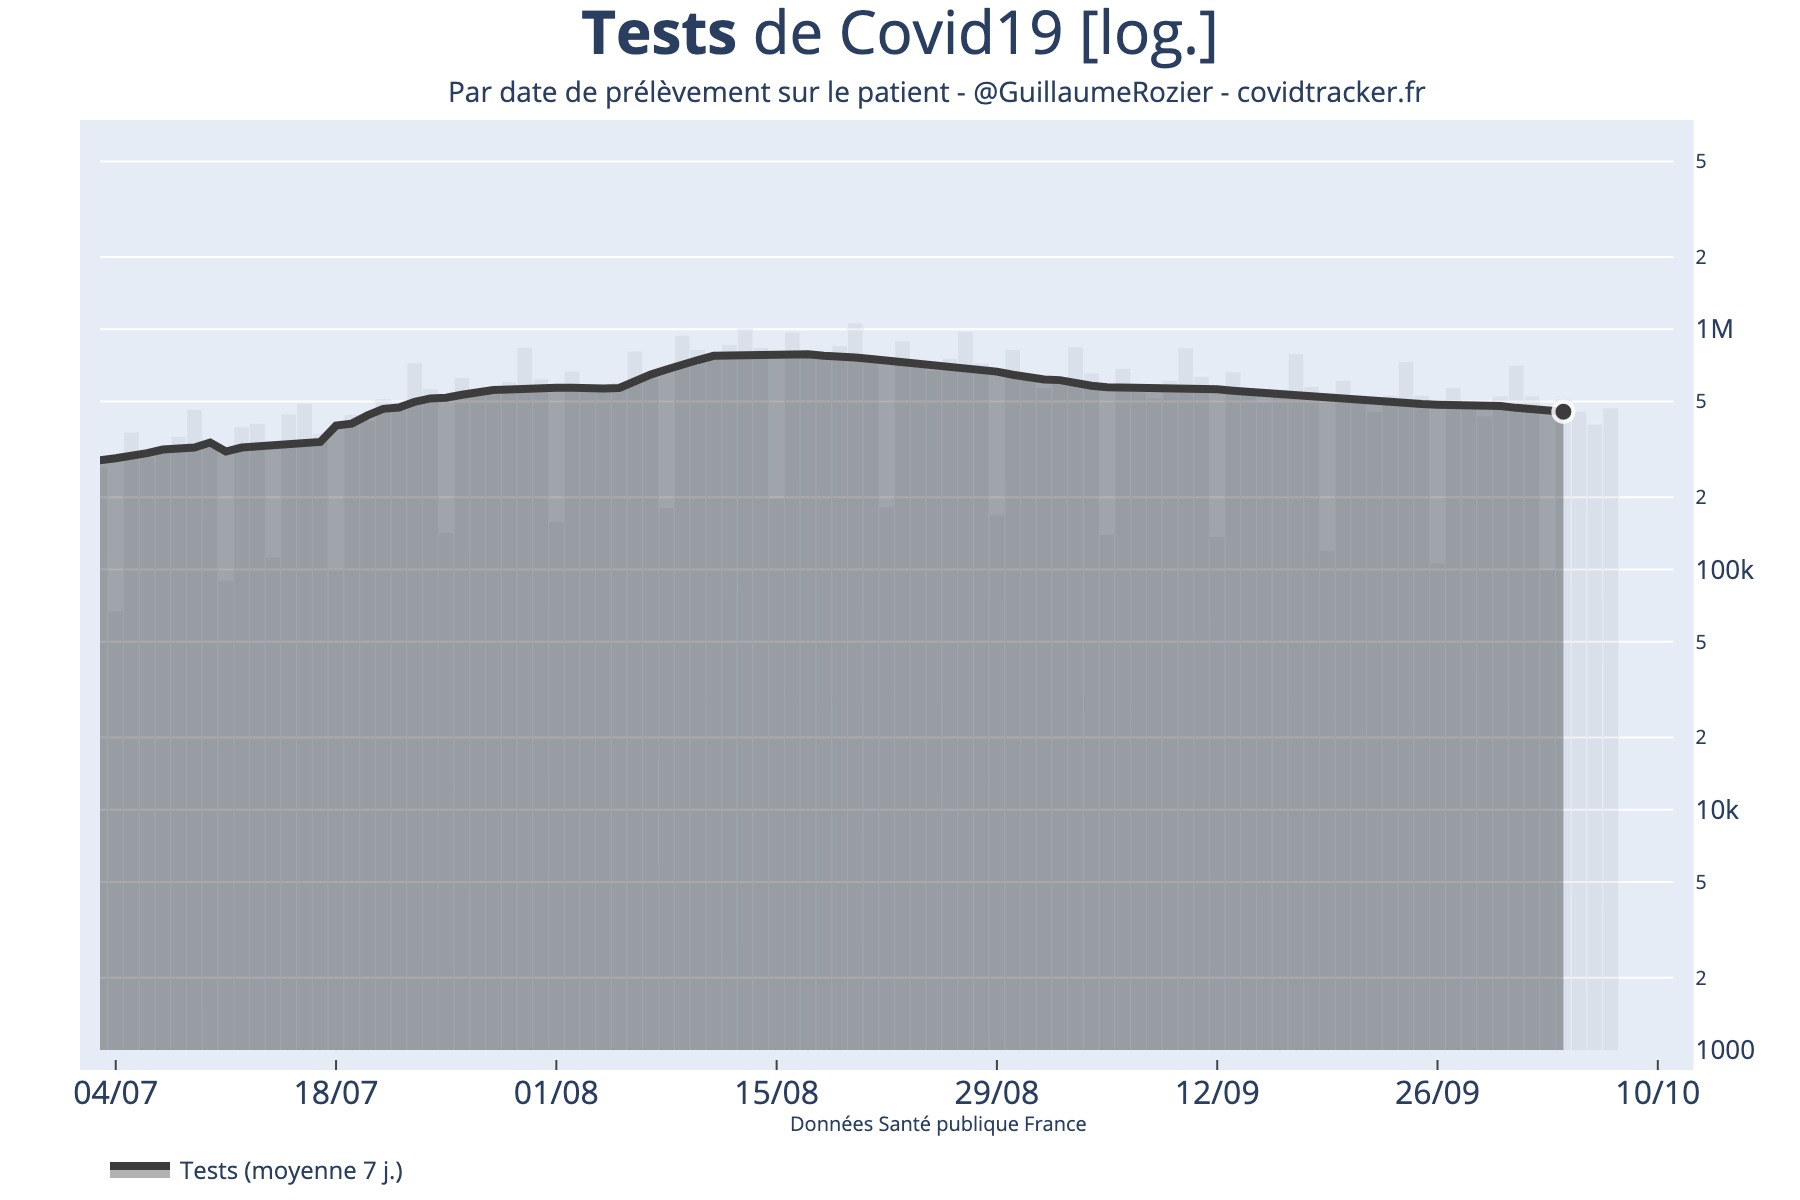 Tests de Covid19 [log.]
Par date de prélèvement sur le patient - @GuillaumeRozier - covidtracker.fr
5
2
1M
5
2
100k
5
2
10k
5
2
1000
04/07 18/07 01/08 15/08 29/08 12/09 26/09 10/10
Données Santé publique France
Tests (moyenne 7 j.)